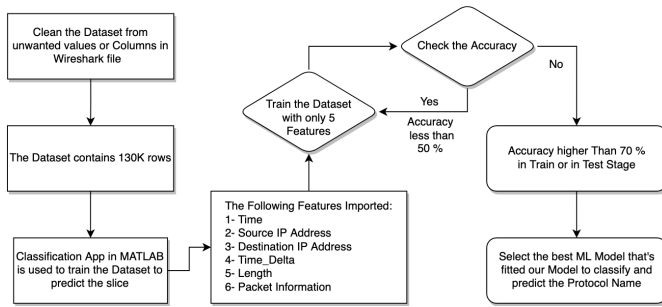 Clean the Dataset from
unwanted values or Columns in
Wireshark file
The Dataset contains 130K rows
Classification App in MATLAB
is used to train the Dataset to
predict the slice
The Following Features Imported:
1- Time
2- Source IP Address
3- Destination IP Address
4- Time_Delta
5- Length
6- Packet Information
Train the Dataset
with only 5
Features
Check the Accuracy
Yes
Accuracy
less than
50 %
No
Accuracy higher Than 70 %
in Train or in Test Stage
Select the best ML Model that's
fitted our Model to classify and
predict the Protocol Name